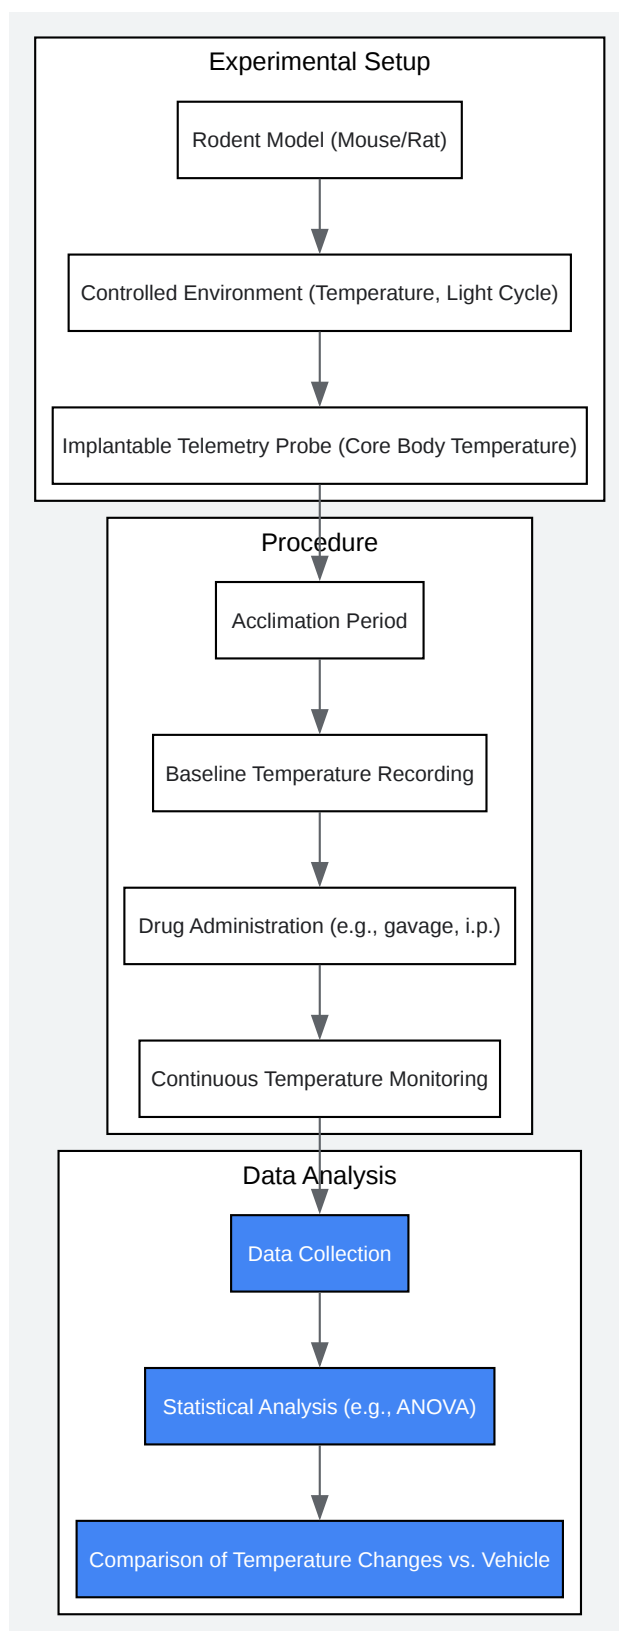 Experimental Setup
Rodent Model (Mouse/Rat)
Controlled Environment (Temperature, Light Cycle)
Implantable Telemetry Probe (Core Body Temperature)
Procedure
Acclimation Period
Baseline Temperature Recording
Drug Administration (e.g., gavage, i.p.)
Continuous Temperature Monitoring
Data Analysis
Data Collection
Statistical Analysis (e.g., ANOVA)
Comparison of Temperature Changes vs. Vehicle